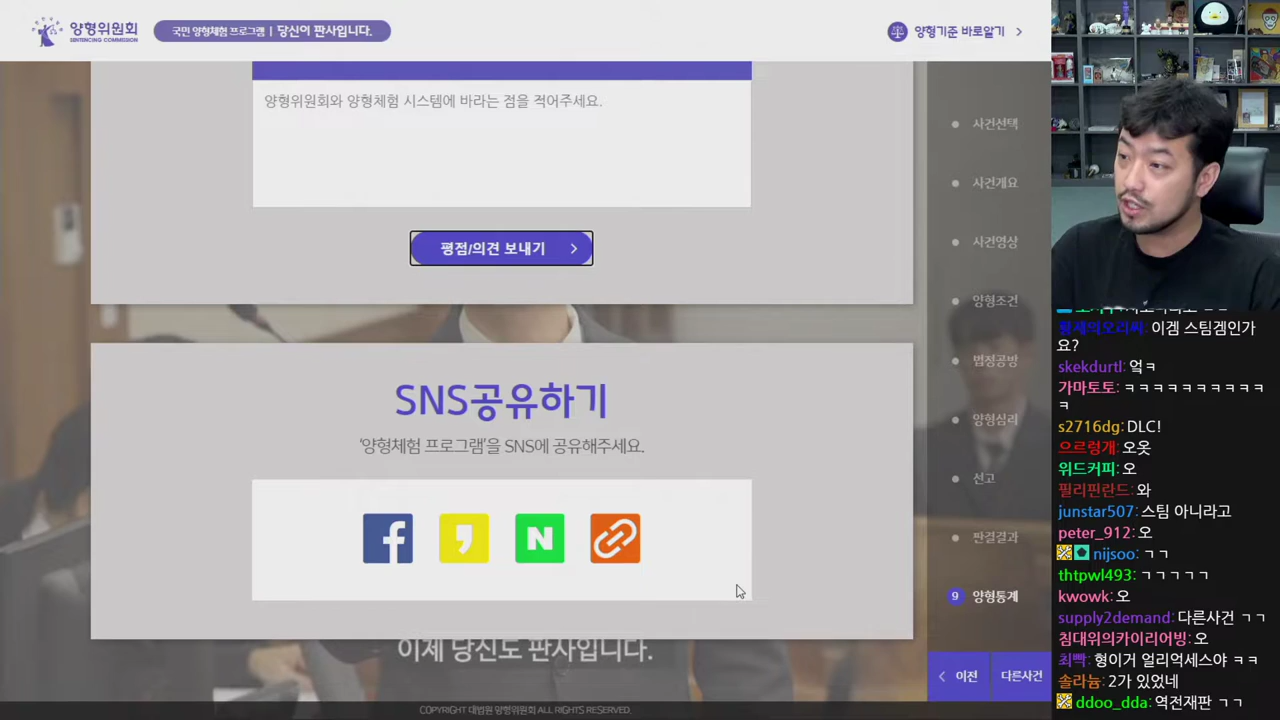 양형위원회
SENTENCING COMMISSION
국민 양형체험 프로그램 | 당신이 판사입니다.
양형기준 바로알기
양형위원회와 양형체험 시스템에 바라는 점을 적어주세요.
평점/의견 보내기
SNS공유하기
'양형체험 프로그램'을 SNS에 공유해주세요.
N
이제 당신도 판사입니다.
COPYRIGHT 대법원 양형위원회 ALL RIGHTS RESERVED.
사건선택
사건개요
사건영상
양형조건
법정공방
양형심리
선고
판결결과
9 양형통계
이전
다른사건
이겜 스팀겜인가
요?
skekdurtl: 엌ㅋ
가마토토: ㅋㅋㅋㅋㅋㅋㅋㅋㅋㅋ
ㅋ
s2716dg: DLC!
으르렁개: 오옷
위드커피: 오
필리핀란드: 와
junstar507: 스팀 아니라고
peter_912: 오
nijsoo: ㄱㄱ
thtpwl493: ㄱㄱㄱㄱㄱ
kwowk: 오
supply2demand: 다른사건 ㄱㄱ
침대위의카이리어빙: 오
최빡: 형이거 얼리억세스야 ㅋㅋ
솔라늄: 2가 있었네
ddoo_dda: 역전재판 ㄱㄱ